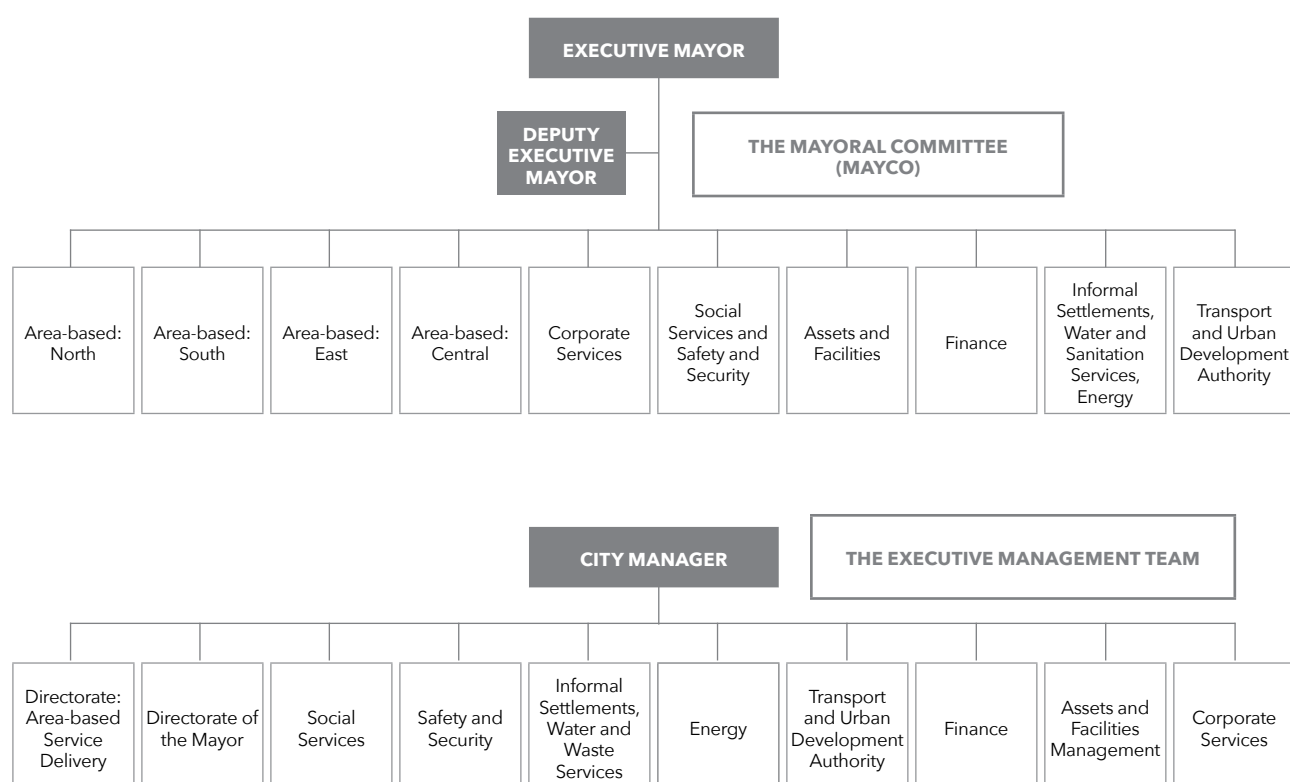 EXECUTIVE MAYOR
DEPUTY
EXECUTIVE
MAYOR
THE MAYORAL COMMITTEE
(MAYCO)
Area-based:
North
Area-based:
South
Area-based:
East
Area-based:
Central
Corporate
Services
Social
Services and
Safety and
Security
Assets and
Facilities
Finance
Informal
Settlements,
Water and
Sanitation
Services,
Energy
Transport
and Urban
Development
Authority
CITY MANAGER
THE EXECUTIVE MANAGEMENT TEAM
Directorate:
Area-based
Service
Delivery
Directorate of
the Mayor
Social
Services
Safety and
Security
Informal
Settlements,
Water and
Waste
Services
Energy
Transport
and Urban
Development
Authority
Finance
Assets and
Facilities
Management
Corporate
Services